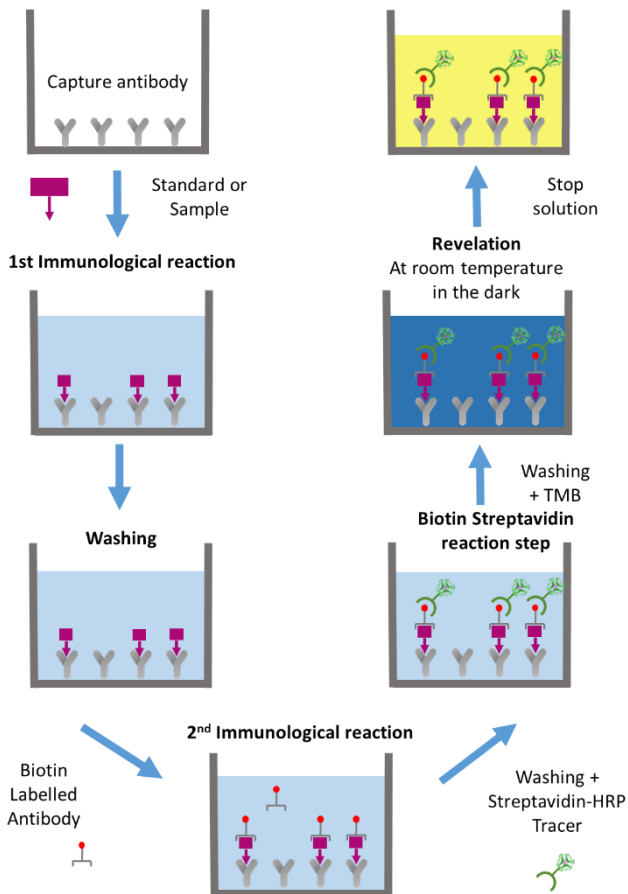 Capture antibody
Standard or
Sample
1st Immunological reaction
Washing
Biotin
Labelled
Antibody
2nd Immunological reaction
Washing +
Streptavidin-HRP
Tracer
Biotin Streptavidin
reaction step
Washing
+ TMB
Revelation
At room temperature
in the dark
Stop
solution